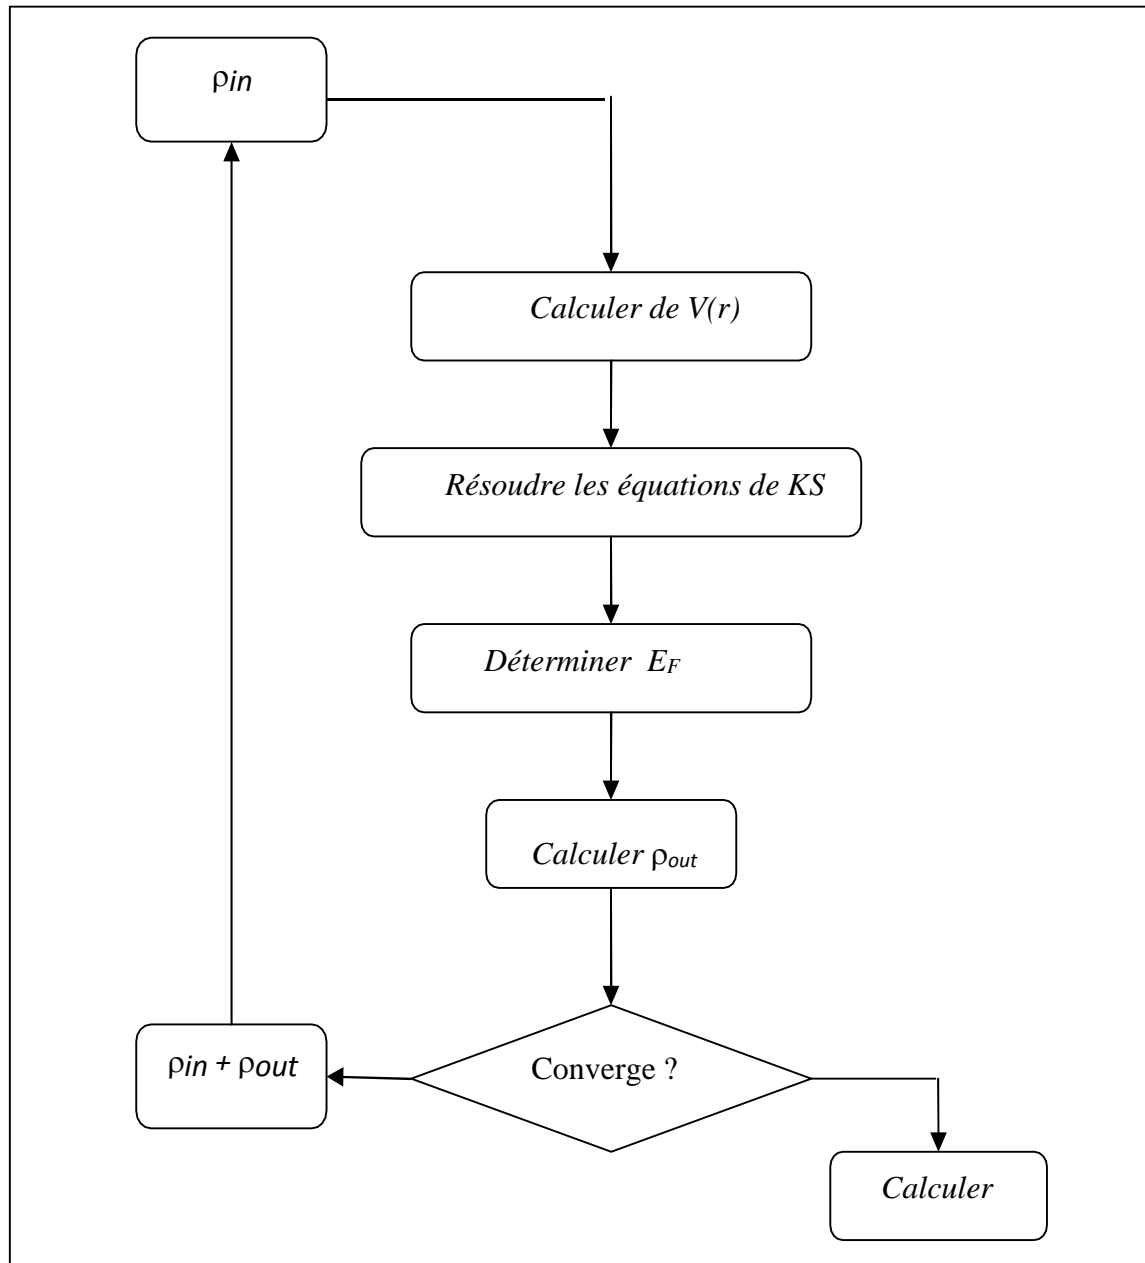 ρin
Calculer de V(r)
Résoudre les équations de KS
Déterminer EF
Calculer ρout
Converge ?
ρin + ρout
Calculer